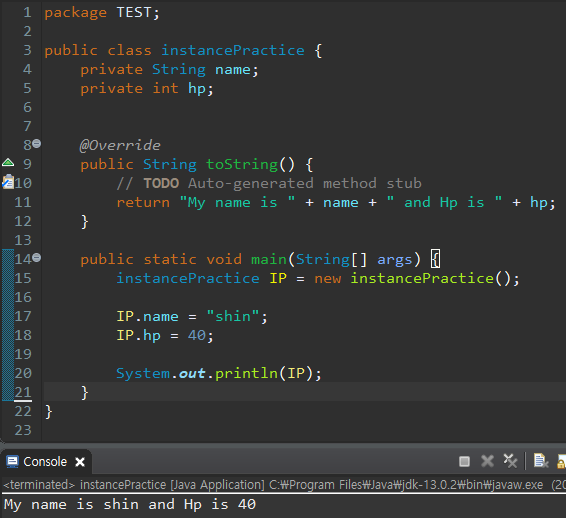 1 package TEST;
2
3 public class instancePractice {
4 private String name;
5 private int hp;
6
7
8 @Override
9 public String toString() {
10 // TODO Auto-generated method stub
11 return "My name is " + name + " and Hp is " + hp;
12 }
13
14 public static void main(String[] args) {
15 instancePractice IP = new instancePractice();
16
17 IP.name = "shin";
18 IP.hp = 40;
19
20 System.out.println(IP);
21 }
22 }
23
Console
<terminated> instancePractice [Java Application] C:₩Program Files₩Java₩jdk-13.0.2₩bin₩javaw.exe (20
My name is shin and Hp is 40